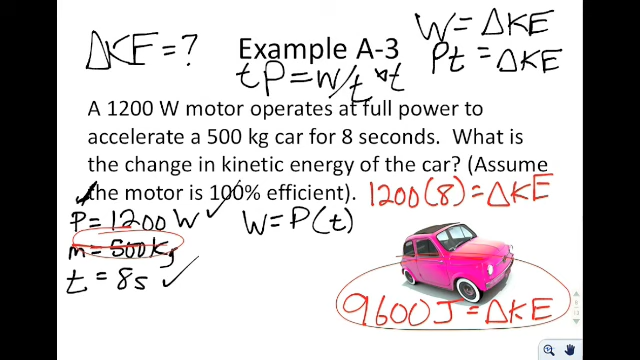 ΔKE = ?
W = ΔKE
Pt = ΔKE
Example A-3
tP = W/t * t
A 1200 W motor operates at full power to
accelerate a 500 kg car for 8 seconds. What is
the change in kinetic energy of the car? (Assume
the motor is 100% efficient).
1200(8) = ΔKE
P = 1200 W
W = P(t)
m = 500 kg
t = 8s
9600 J = ΔKE